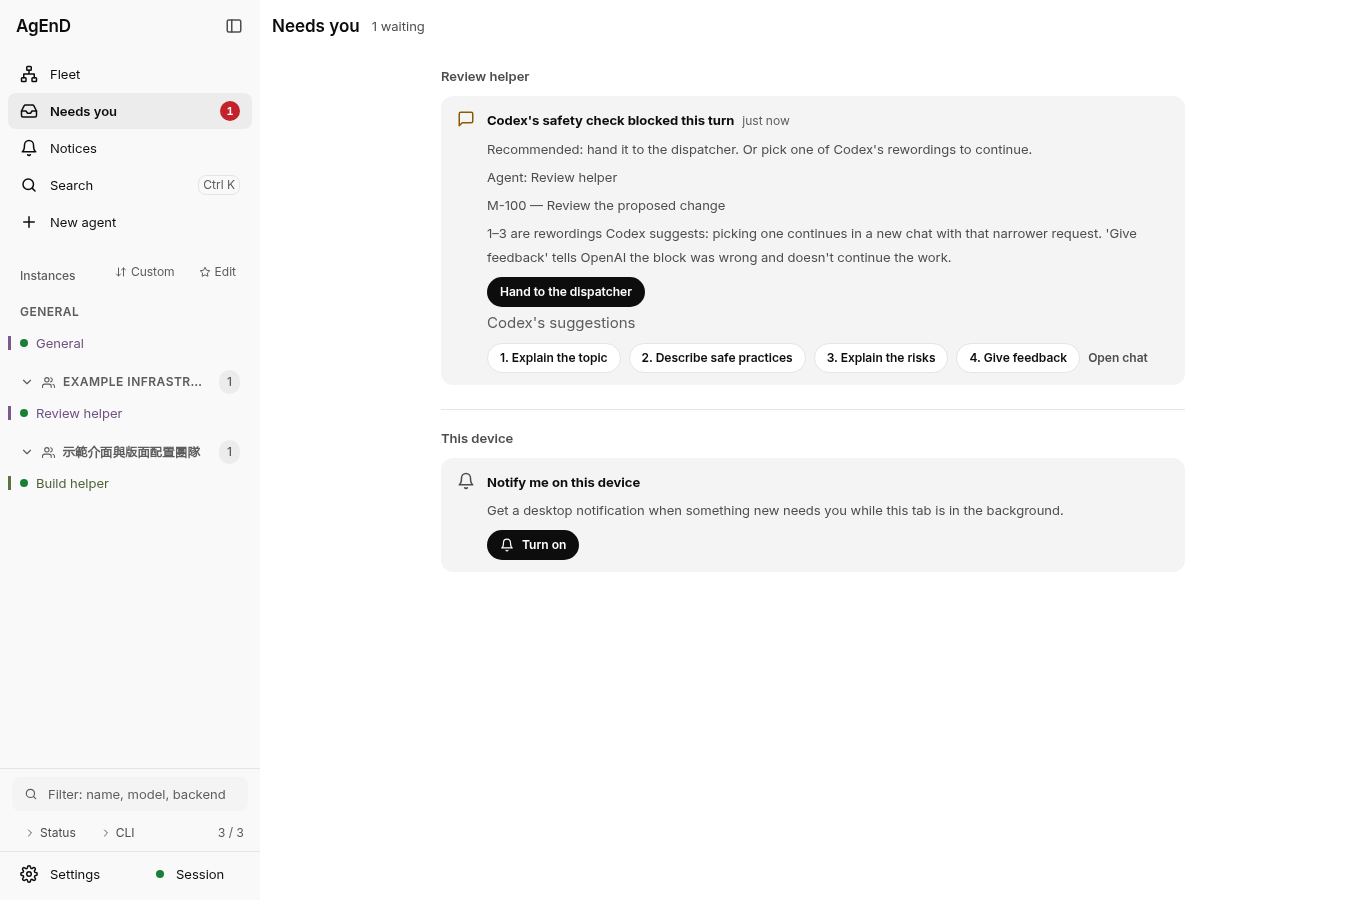 AgEnD
Fleet
Needs you 1
Notices
Search Ctrl K
New agent
Instances Custom Edit
GENERAL
General
EXAMPLE INFRASTR... 1
Review helper
示範介面與版面配置團隊 1
Build helper
Filter: name, model, backend
Status CLI 3 / 3
Settings Session
Needs you 1 waiting
Review helper
Codex's safety check blocked this turn just now
Recommended: hand it to the dispatcher. Or pick one of Codex's rewordings to continue.
Agent: Review helper
M-100 — Review the proposed change
1–3 are rewordings Codex suggests: picking one continues in a new chat with that narrower request. 'Give
feedback' tells OpenAI the block was wrong and doesn't continue the work.
Hand to the dispatcher
Codex's suggestions
1. Explain the topic 2. Describe safe practices 3. Explain the risks 4. Give feedback Open chat
This device
Notify me on this device
Get a desktop notification when something new needs you while this tab is in the background.
Turn on